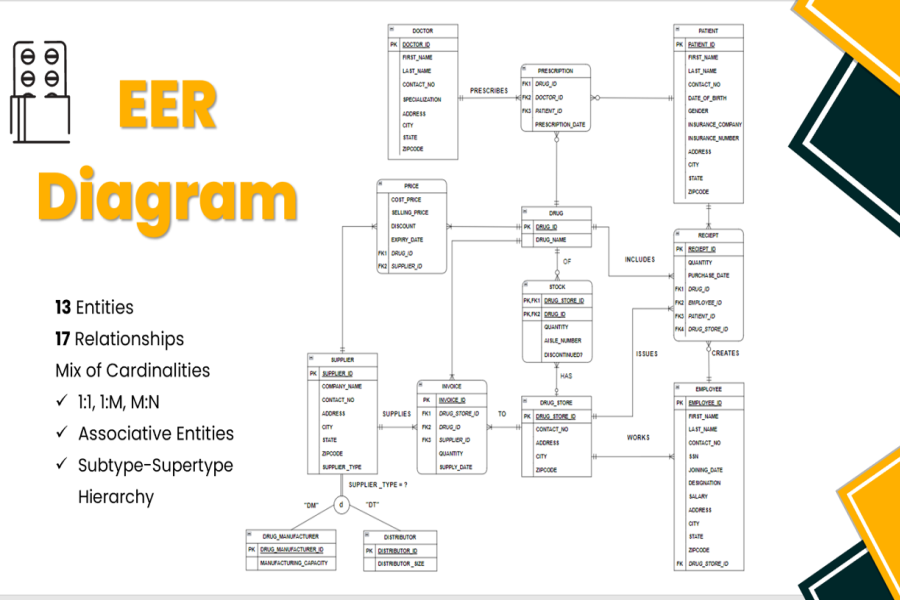 EER
Diagram
13 Entities
17 Relationships
Mix of Cardinalities
✓ 1:1, 1:M, M:N
✓ Associative Entities
✓ Subtype-Supertype
Hierarchy
DOCTOR
PK DOCTOR_ID
FIRST_NAME
LAST_NAME
CONTACT_NO
SPECIALIZATION
ADDRESS
CITY
STATE
ZIPCODE
PRESCRIBES
PRESCRIPTION
FK1 DRUG_ID
FK2 DOCTOR_ID
FK3 PATIENT_ID
PRESCRIPTION_DATE
PATIENT
PK PATIENT_ID
FIRST_NAME
LAST_NAME
CONTACT_NO
DATE_OF_BIRTH
GENDER
INSURANCE_COMPANY
INSURANCE_NUMBER
ADDRESS
CITY
STATE
ZIPCODE
PRICE
COST_PRICE
SELLING_PRICE
DISCOUNT
EXPIRY_DATE
FK1 DRUG_ID
FK2 SUPPLIER_ID
DRUG
PK DRUG_ID
DRUG_NAME
INCLUDES
RECIEPT
PK RECIEPT_ID
QUANTITY
PURCHASE_DATE
FK1 DRUG_ID
FK2 EMPLOYEE_ID
FK3 PATIENT_ID
FK4 DRUG_STORE_ID
OF
STOCK
PK,FK1 DRUG_STORE_ID
PK,FK2 DRUG_ID
QUANTITY
AISLE_NUMBER
DISCONTINUED?
HAS
ISSUES
CREATES
SUPPLIER
PK SUPPLIER_ID
COMPANY_NAME
CONTACT_NO
ADDRESS
CITY
STATE
ZIPCODE
SUPPLIER_TYPE
SUPPLIES
INVOICE
PK INVOICE_ID
FK1 DRUG_STORE_ID
FK2 DRUG_ID
FK3 SUPPLIER_ID
QUANTITY
SUPPLY_DATE
TO
DRUG_STORE
PK DRUG_STORE_ID
CONTACT_NO
ADDRESS
CITY
ZIPCODE
WORKS
EMPLOYEE
PK EMPLOYEE_ID
FIRST_NAME
LAST_NAME
CONTACT_NO
SSN
JOINING_DATE
DESIGNATION
SALARY
ADDRESS
CITY
STATE
ZIPCODE
FK DRUG_STORE_ID
SUPPLIER _TYPE = ?
"DM" d "DT"
DRUG_MANUFACTURER
PK DRUG_MANUFACTURER_ID
MANUFACTURING_CAPACITY
DISTRIBUTOR
PK DISTRIBUTOR_ID
DISTRIBUTOR_SIZE